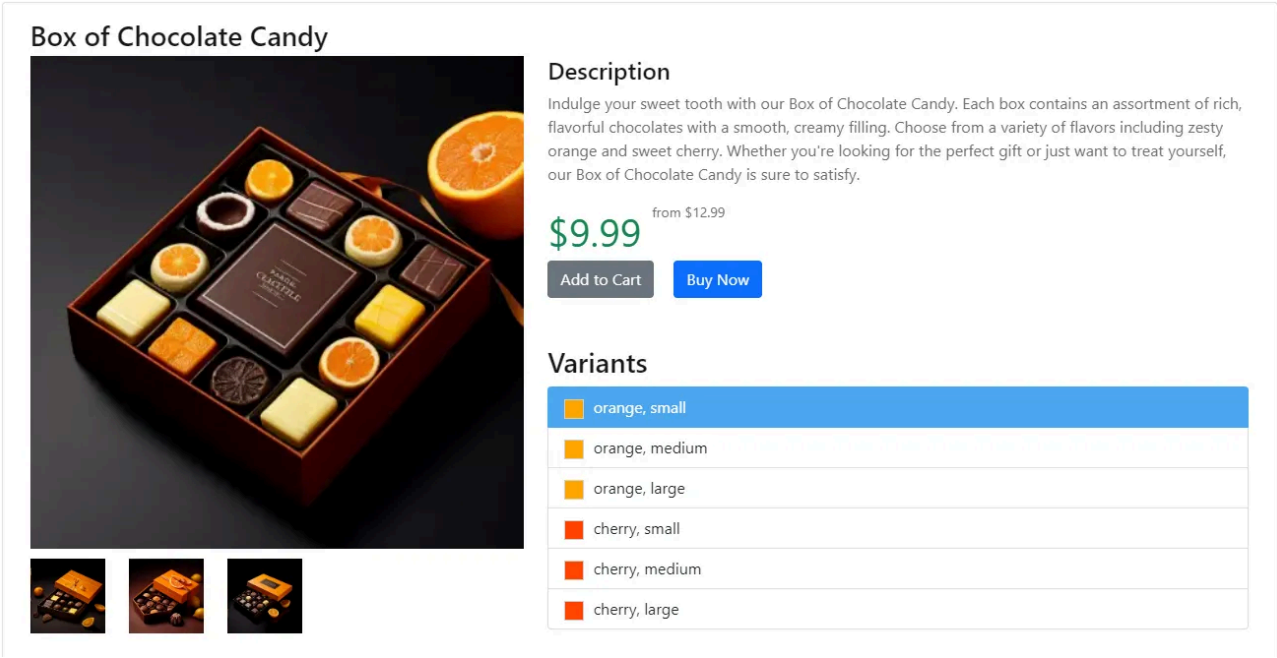 Box of Chocolate Candy
Description
Indulge your sweet tooth with our Box of Chocolate Candy. Each box contains an assortment of rich,
flavorful chocolates with a smooth, creamy filling. Choose from a variety of flavors including zesty
orange and sweet cherry. Whether you're looking for the perfect gift or just want to treat yourself,
our Box of Chocolate Candy is sure to satisfy.
$9.99 from $12.99
Add to Cart Buy Now
Variants
orange, small
orange, medium
orange, large
cherry, small
cherry, medium
cherry, large